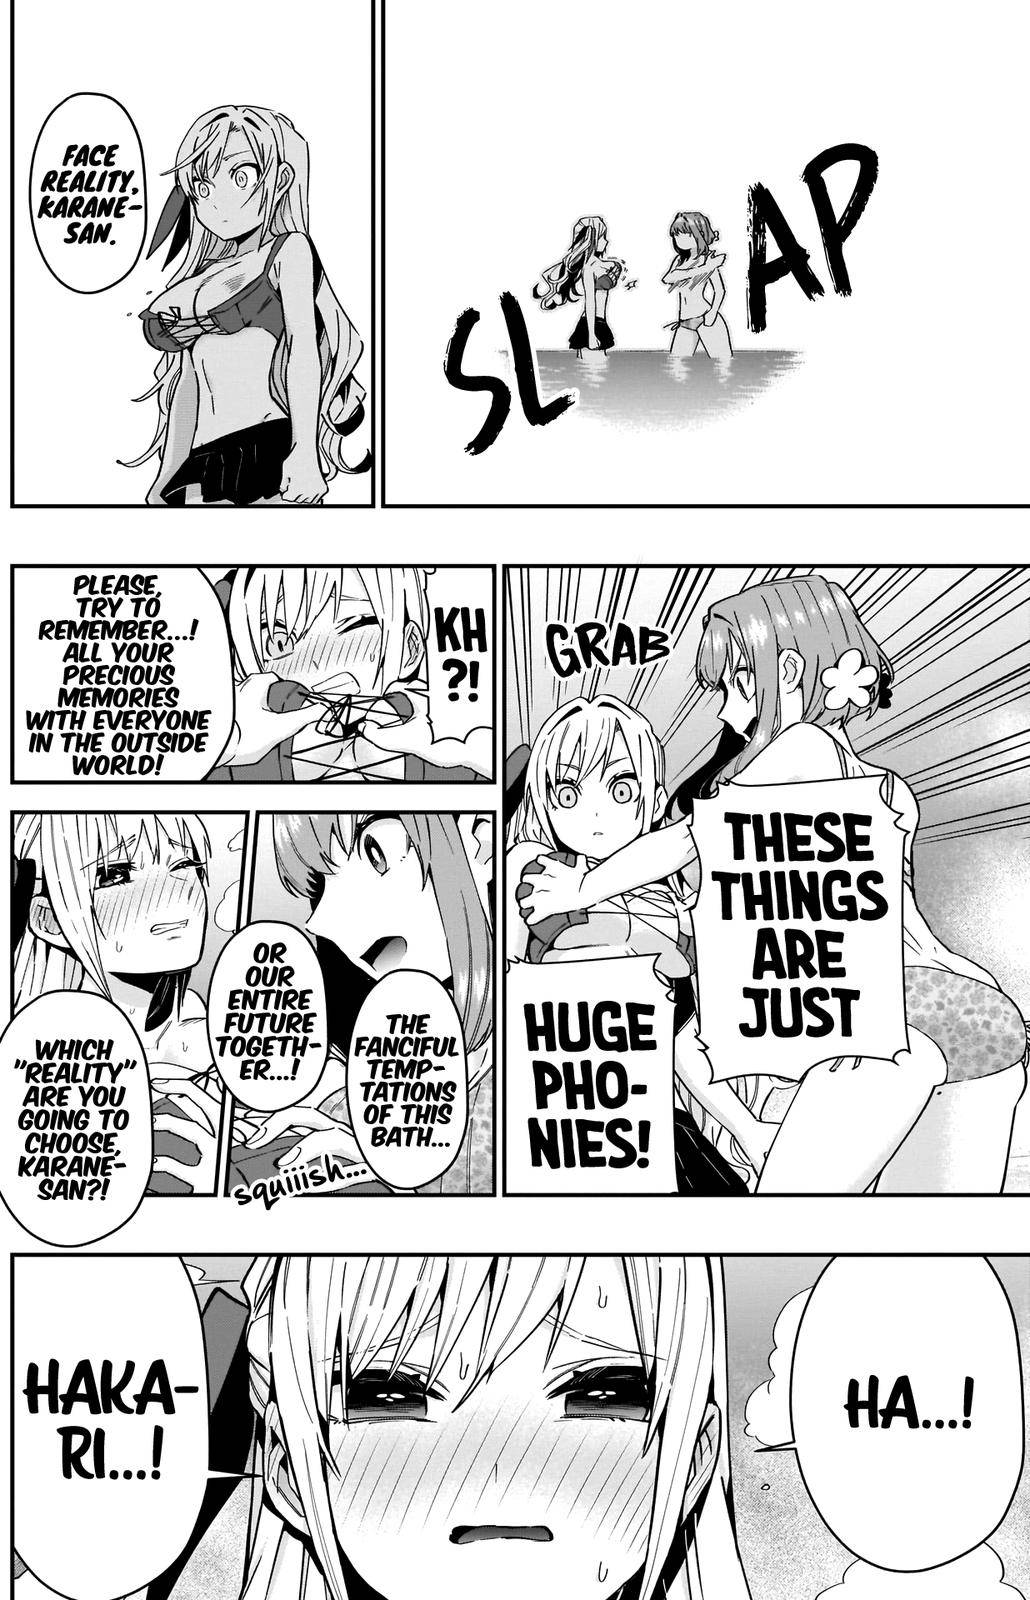 SL
AP
FACE
REALITY,
KARANE-
SAN.
GRAB
THESE
THINGS
ARE
JUST
HUGE
PHO-
NIES!
KH
?!
PLEASE,
TRY TO
REMEMBER...!
ALL YOUR
PRECIOUS
MEMORIES
WITH EVERYONE
IN THE OUTSIDE
WORLD!
THE
FANCIFUL
TEMP-
TATIONS
OF THIS
BATH...
OR
OUR
ENTIRE
FUTURE
TOGETH-
ER...!
squiiish...
WHICH
"REALITY"
ARE YOU
GOING TO
CHOOSE,
KARANE-
SAN?!
HA...!
HAKA-
RI...!